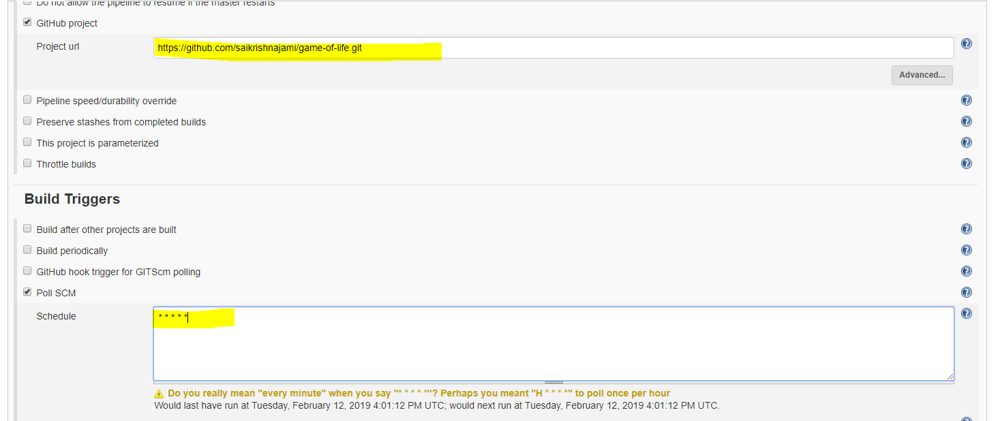 Do not allow the pipeline to resume if the master restarts
GitHub project
Project url
https://github.com/saikrishnajami/game-of-life.git
Advanced...
Pipeline speed/durability override
Preserve stashes from completed builds
This project is parameterized
Throttle builds
Build Triggers
Build after other projects are built
Build periodically
GitHub hook trigger for GITScm polling
Poll SCM
Schedule
* * * * *
Do you really mean "every minute" when you say "* * * * *"? Perhaps you meant "H * * * *" to poll once per hour
Would last have run at Tuesday, February 12, 2019 4:01:12 PM UTC; would next run at Tuesday, February 12, 2019 4:01:12 PM UTC.